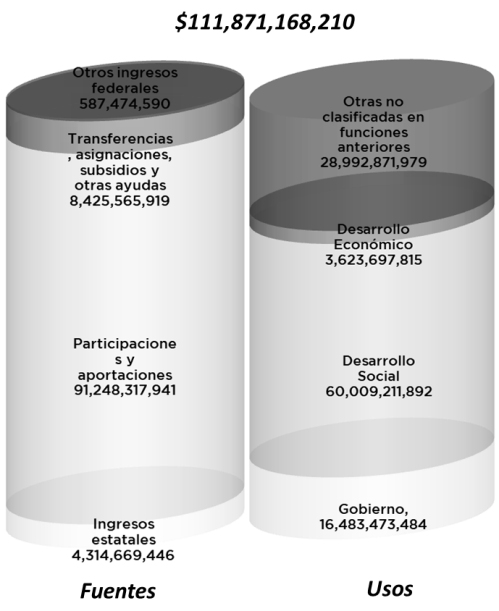 $111,871,168,210
Otros ingresos
federales
587,474,590
Transferencias
, asignaciones,
subsidios y
otras ayudas
8,425,565,919
Participacione
s y
aportaciones
91,248,317,941
Ingresos
estatales
4,314,669,446
Fuentes
Otras no
clasificadas en
funciones
anteriores
28,992,871,979
Desarrollo
Económico
3,623,697,815
Desarrollo
Social
60,009,211,892
Gobierno,
16,483,473,484
Usos